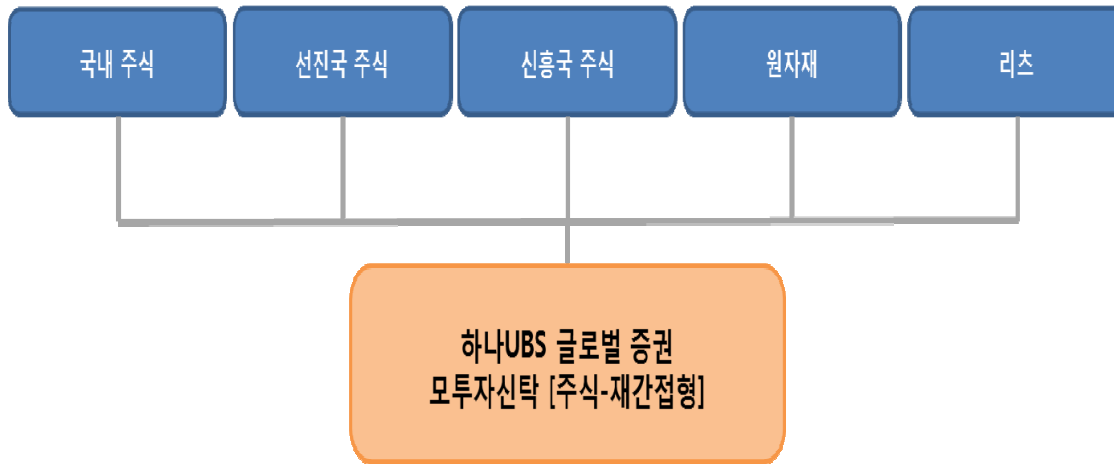 국내 주식
선진국 주식
신흥국 주식
원자재
리츠
하나UBS 글로벌 증권
모투자신탁 [주식-재간접형]